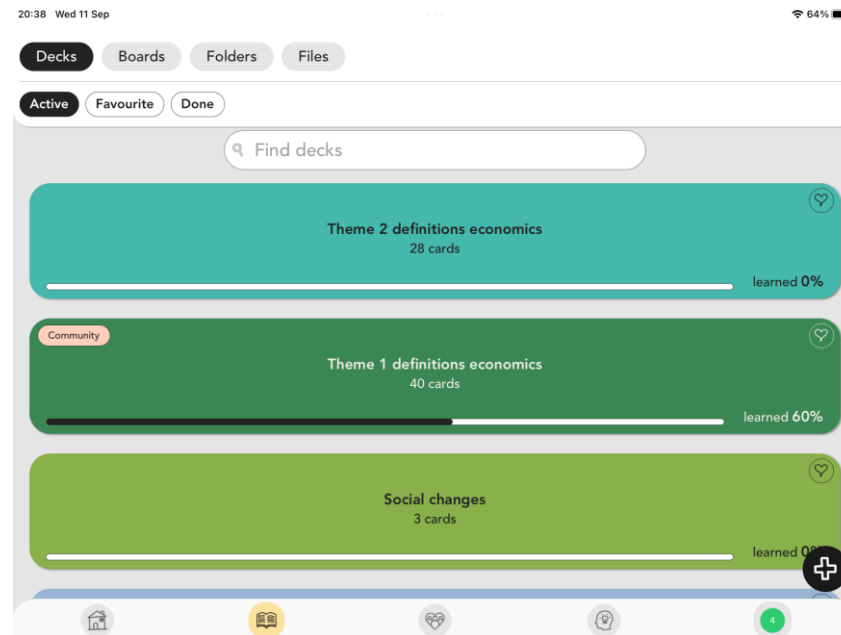 20:38 Wed 11 Sep
64%
Decks Boards Folders Files
Active Favourite Done
Find decks
Theme 2 definitions economics
28 cards
learned 0%
Community
Theme 1 definitions economics
40 cards
learned 60%
Social changes
3 cards
learned
4